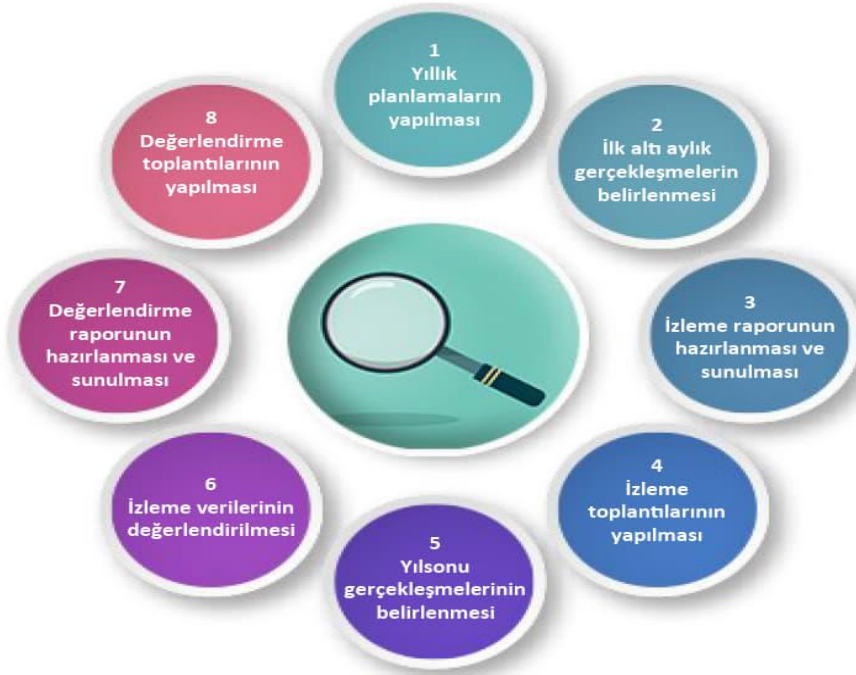 1
Yıllık
planlamaların
yapılması
2
İlk altı aylık
gerçekleşmelerin
belirlenmesi
3
İzleme raporunun
hazırlanması ve
sunulması
4
İzleme
toplantılarının
yapılması
5
Yılsonu
gerçekleşmelerinin
belirlenmesi
6
İzleme verilerinin
değerlendirilmesi
7
Değerlendirme
raporunun
hazırlanması ve
sunulması
8
Değerlendirme
toplantılarının
yapılması